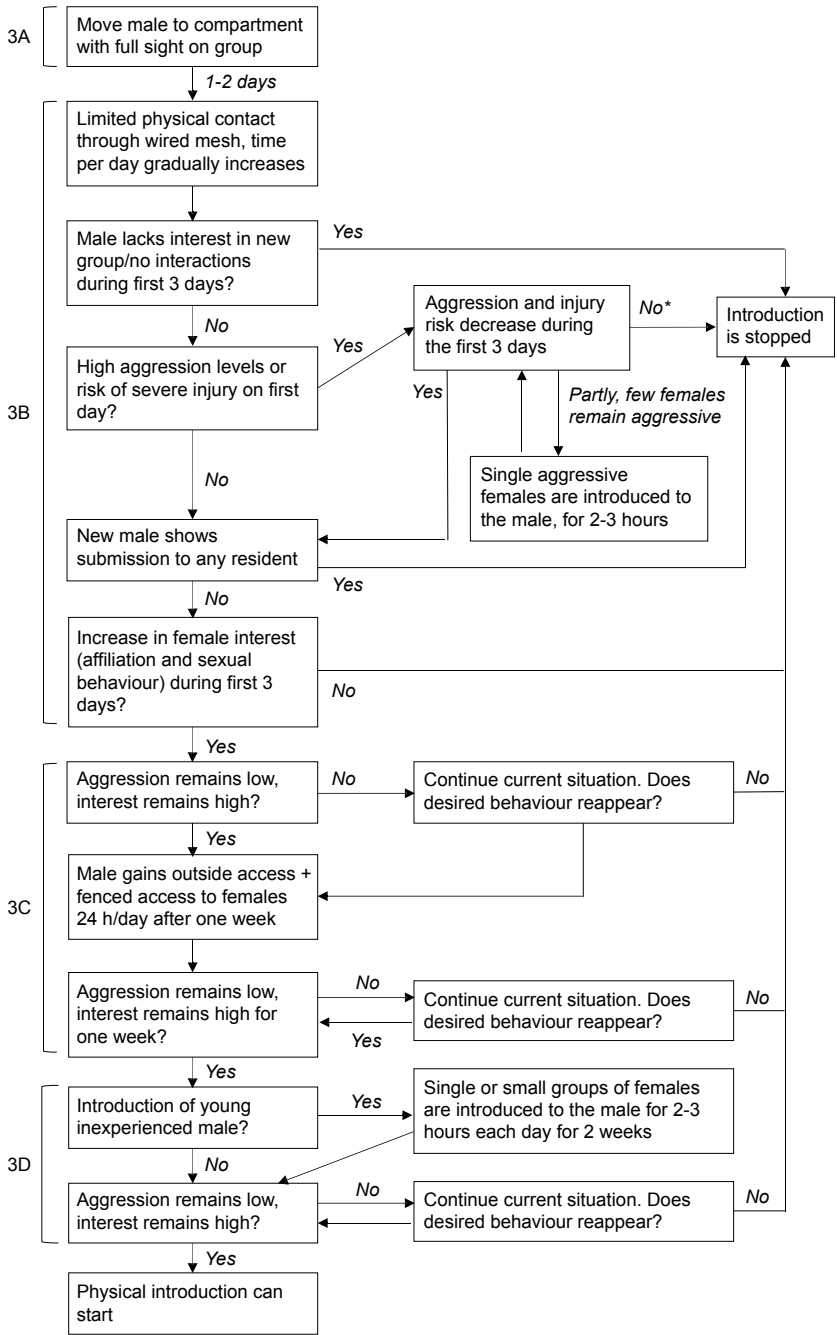 3A
Move male to compartment
with full sight on group
1-2 days
3B
Limited physical contact
through wired mesh, time
per day gradually increases
Male lacks interest in new
group/no interactions
during first 3 days?
Yes
No
High aggression levels or
risk of severe injury on first
day?
Yes
No
Aggression and injury
risk decrease during
the first 3 days
No*
Introduction
is stopped
Yes
Partly, few females
remain aggressive
Single aggressive
females are introduced to
the male, for 2-3 hours
New male shows
submission to any resident
Yes
No
Increase in female interest
(affiliation and sexual
behaviour) during first 3
days?
No
Yes
3C
Aggression remains low,
interest remains high?
No
Continue current situation. Does
desired behaviour reappear?
No
Yes
Male gains outside access +
fenced access to females
24 h/day after one week
Aggression remains low,
interest remains high for
one week?
No
Yes
Continue current situation. Does
desired behaviour reappear?
No
Yes
3D
Introduction of young
inexperienced male?
Yes
Single or small groups of females
are introduced to the male for 2-3
hours each day for 2 weeks
No
Aggression remains low,
interest remains high?
No
Continue current situation. Does
desired behaviour reappear?
No
Yes
Physical introduction can
start